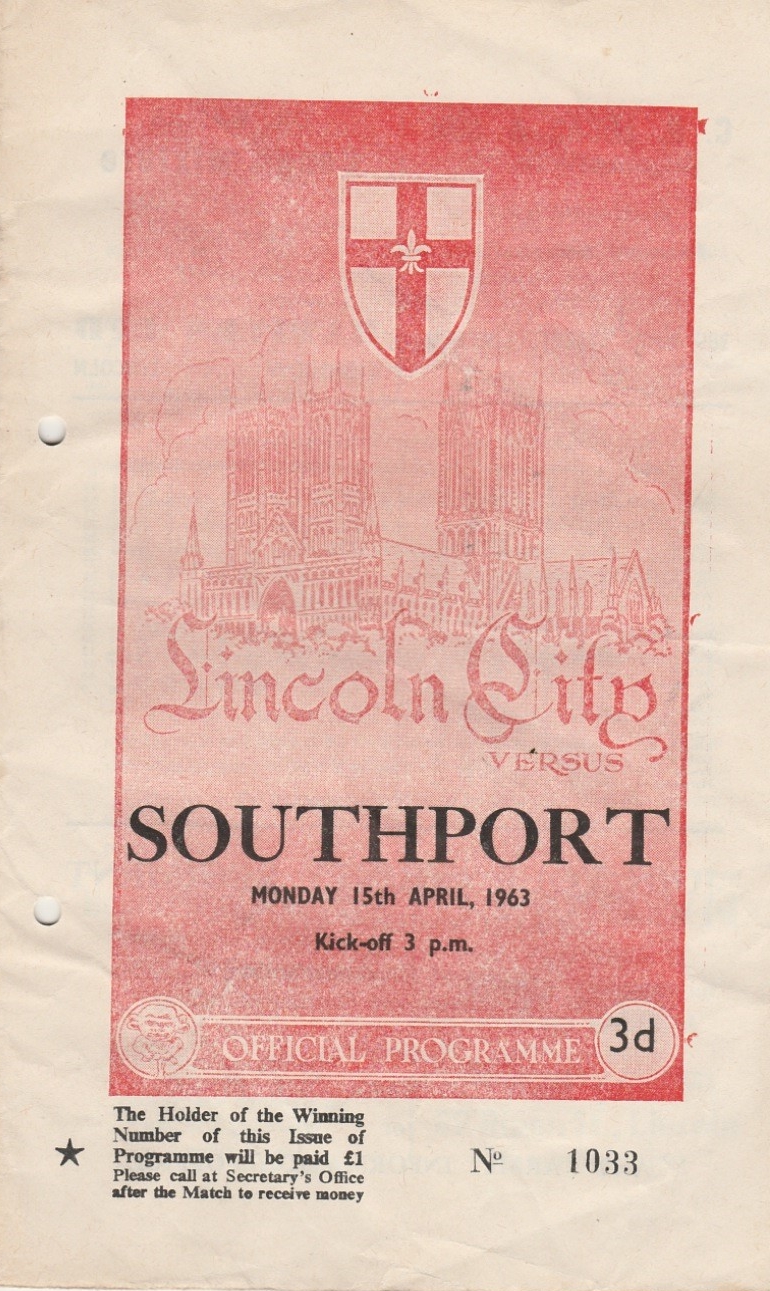 Lincoln City
VERSUS
SOUTHPORT
MONDAY 15th APRIL, 1963
Kick-off 3 p.m.
OFFICIAL PROGRAMME
3d
The Holder of the Winning
Number of this Issue of
★ Programme will be paid £1
Please call at Secretary's Office
after the Match to receive money
Nº 1033